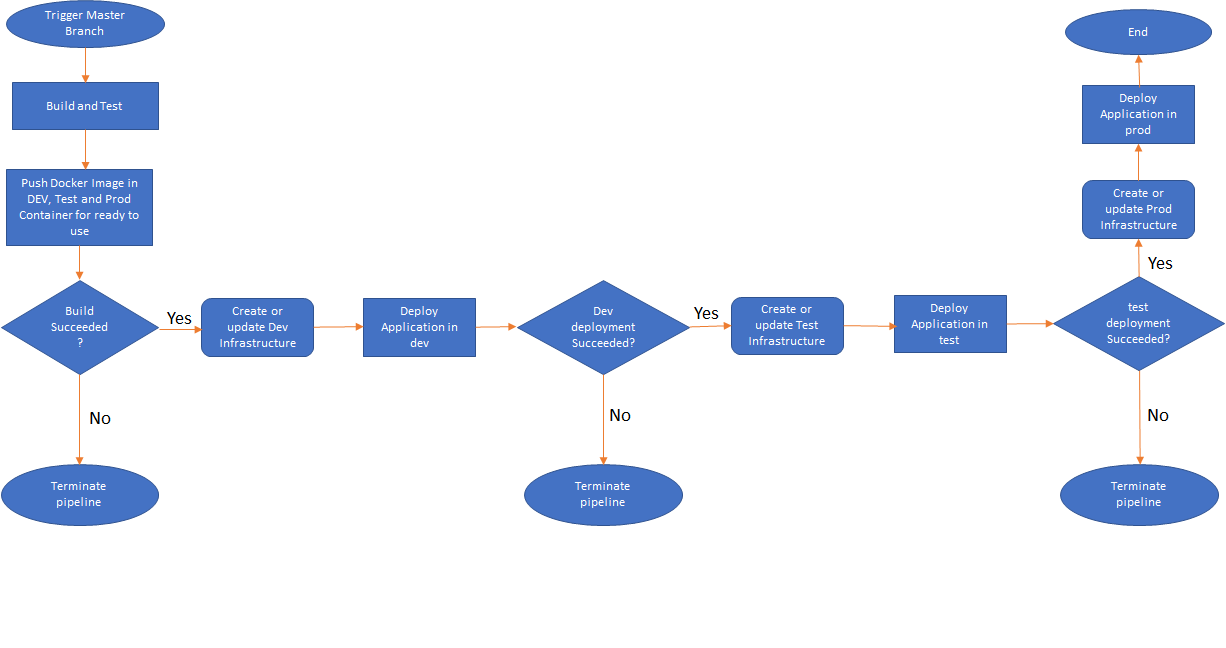 Trigger Master
Branch
Build and Test
Push Docker Image in
DEV, Test and Prod
Container for ready to
use
Build
Succeeded
?
Yes
No
Terminate
pipeline
Create or
update Dev
Infrastructure
Deploy
Application in
dev
Dev
deployment
Succeeded?
Yes
No
Terminate
pipeline
Create or
update Test
Infrastructure
Deploy
Application in
test
test
deployment
Succeeded?
No
Terminate
pipeline
Yes
Create or
update Prod
Infrastructure
Deploy
Application in
prod
End